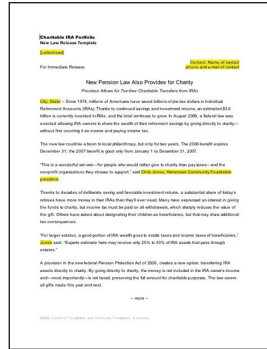 Charitable IRA Portfolio
New Law Release Template
[Letterhead]
Contact: Name of contact
For Immediate Release
phone and e-mail of contact
New Pension Law Also Provides for Charity
Provision Allows for Tax-free Charitable Transfers from IRAs
City, State – Since 1978, millions of Americans have saved billions of pre-tax dollars in Individual
Retirement Accounts (IRAs). Thanks to continued savings and investment returns, an estimated $3.6
trillion is currently invested in IRAs, and the total continues to grow. In August 2006, a federal law was
enacted allowing IRA owners to share the wealth of their retirement savings by giving directly to charity—
without first counting it as income and paying income tax.
The new law could be a boon to local philanthropy, but only for two years. The 2006 benefit expires
December 31; the 2007 benefit is good only from January 1 to December 31, 2007.
"This is a wonderful win-win—for people who would rather give to charity than pay taxes—and the
nonprofit organizations they choose to support," said Chris Jones, Hometown Community Foundation
president.
Thanks to decades of deliberate saving and favorable investment returns, a substantial share of today's
retirees have more money in their IRAs than they'll ever need. Many have expressed an interest in giving
the funds to charity, but income tax must be paid on all withdrawals, which sharply reduces the value of
the gift. Others have asked about designating their children as beneficiaries, but that may draw additional
tax consequences.
"For larger estates, a good portion of IRA wealth goes to estate taxes and income taxes of beneficiaries,"
Jones said. "Experts estimate heirs may receive only 25% to 30% of IRA assets that pass through
estates."
A provision in the new federal Pension Protection Act of 2006, creates a new option: transferring IRA
assets directly to charity. By going directly to charity, the money is not included in the IRA owner's income
and—most importantly—is not taxed, preserving the full amount for charitable purposes. The law covers
all gifts made this year and next.
-- more --